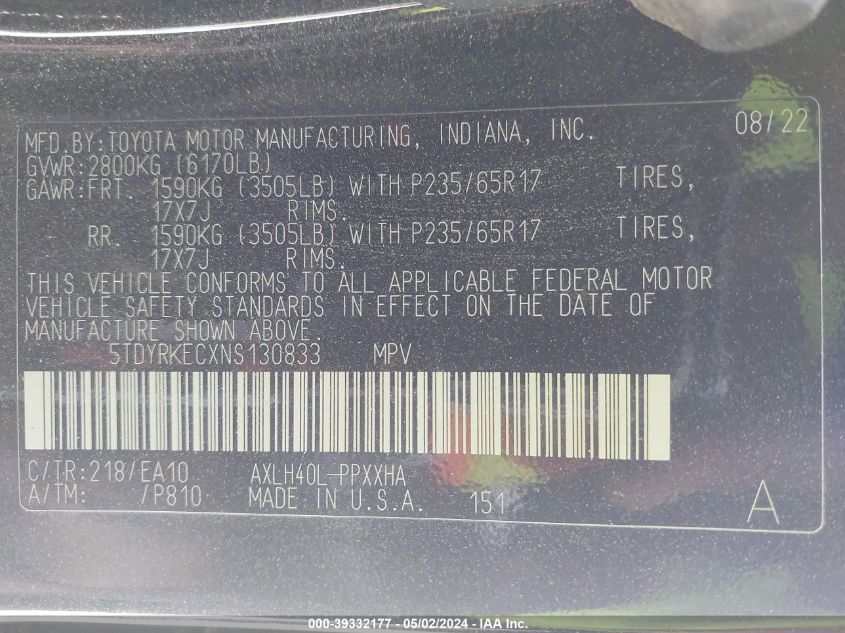 MFD.BY:TOYOTA MOTOR MANUFACTURING, INDIANA, INC. 08/22
GVWR:2800KG (6170LB)
GAWR:FRT. 1590KG (3505LB) WITH P235/65R17 TIRES,
17X7J RIMS.
RR. 1590KG (3505LB) WITH P235/65R17 TIRES,
17X7J RIMS.
THIS VEHICLE CONFORMS TO ALL APPLICABLE FEDERAL MOTOR
VEHICLE SAFETY STANDARDS IN EFFECT ON THE DATE OF
MANUFACTURE SHOWN ABOVE.
5TDYRKECXNS130833 MPV
C/TR:218/EA10 AXLH40L-PPXXHA
A/TM: /P810 MADE IN U.S.A. 151 A
000-39332177 - 05/02/2024 - IAA Inc.